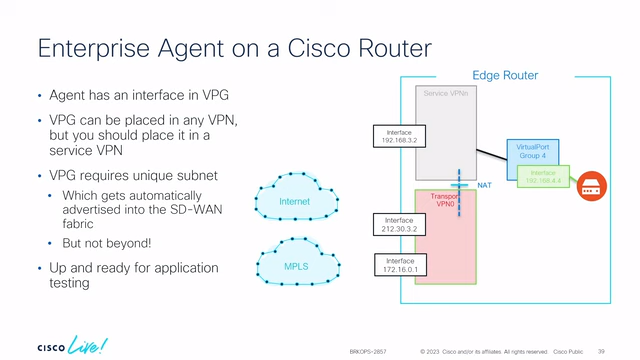 Enterprise Agent on a Cisco Router
• Agent has an interface in VPG
• VPG can be placed in any VPN,
but you should place it in a
service VPN
• VPG requires unique subnet
• Which gets automatically
advertised into the SD-WAN
fabric
• But not beyond!
• Up and ready for application
testing
Internet
MPLS
Edge Router
Service VPNn
Interface
192.168.3.2
VirtualPort
Group 4
Interface
192.168.4.4
NAT
Transport
VPN0
Interface
212.30.3.2
Interface
172.16.0.1
CISCO Live!
BRKOPS-2857
© 2023 Cisco and/or its affiliates. All rights reserved. Cisco Public
39